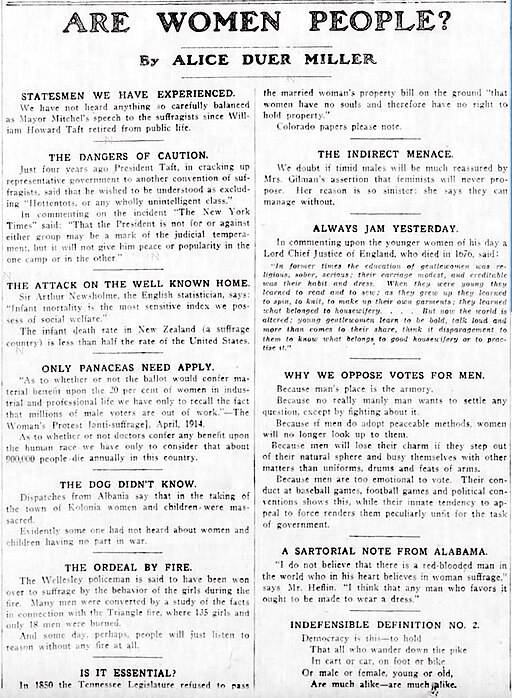 ARE WOMEN PEOPLE?
By ALICE DUER MILLER
STATESMEN WE HAVE EXPERIENCED.
We have not heard anything so carefully balanced
as Mayor Mitchel's speech to the suffragists since Wil-
liam Howard Taft retired from public life.
THE DANGERS OF CAUTION.
Just four years ago President Taft, in cracking up
representative government to another convention of suf-
fragists, said that he wished to be understood as exclud-
ing "Hottentots, or any wholly unintelligent class."
In commenting on the incident "The New York
Times" said: "That the President is not for or against
either group may be a mark of the judicial tempera-
ment, but it will not give him peace or popularity in the
one camp or in the other."
THE ATTACK ON THE WELL KNOWN HOME.
Sir Arthur Newsholme, the English statistician, says:
"Infant mortality is the most sensitive index we pos-
sess of social welfare."
The infant death rate in New Zealand (a suffrage
country) is less than half the rate of the United States.
ONLY PANACEAS NEED APPLY.
"As to whether or not the ballot would confer ma-
terial benefit upon the 20 per cent of women in indus-
trial and professional life we have only to recall the fact
that millions of male voters are out of work."—The
Woman's Protest [anti-suffrage], April, 1914.
As to whether or not doctors confer any benefit upon
the human race we have only to consider that about
900,000 people die annually in this country.
THE DOG DIDN'T KNOW.
Dispatches from Albania say that in the taking of
the town of Kolonia women and children were mas-
sacred.
Evidently some one had not heard about women and
children having no part in war.
THE ORDEAL BY FIRE.
The Wellesley policeman is said to have been won
over to suffrage by the behavior of the girls during the
fire. Many men were converted by a study of the facts
in connection with the Triangle fire, where 135 girls and
only 18 men were burned.
And some day, perhaps, people will just listen to
reason without any fire at all.
IS IT ESSENTIAL?
In 1850 the Tennessee Legislature refused to pass
the married woman's property bill on the ground "that
women have no souls and therefore have no right to
hold property."
Colorado papers please note.
THE INDIRECT MENACE.
We doubt if timid males will be much reassured by
Mrs. Gilman's assertion that feminists will never pro-
pose. Her reason is so sinister: she says they can
manage without.
ALWAYS JAM YESTERDAY.
In commenting upon the younger women of his day a
Lord Chief Justice of England, who died in 1676, said:
"In former times the education of gentlewomen was re-
ligious, sober, serious; their carriage modest, and creditable
was their habit and dress. When they were young they
learned to read and to sew; as they grew up they learned
to spin, to knit, to make up their own garments; they learned
what belonged to housewifery. . . . But now the world is
altered; young gentlewomen learn to be bold, talk loud and
more than comes to their share, think it disparagement to
them to know what belongs to good housewifery or to prac-
tise it."
WHY WE OPPOSE VOTES FOR MEN.
Because man's place is the armory.
Because no really manly man wants to settle any
question, except by fighting about it.
Because if men do adopt peaceable methods, women
will no longer look up to them.
Because men will lose their charm if they step out
of their natural sphere and busy themselves with other
matters than uniforms, drums and feats of arms.
Because men are too emotional to vote. Their con-
duct at baseball games, football games and political con-
ventions shows this, while their innate tendency to ap-
peal to force renders them peculiarly unfit for the task
of government.
A SARTORIAL NOTE FROM ALABAMA.
"I do not believe that there is a red-blooded man in
the world who in his heart believes in woman suffrage,"
says Mr. Heflin. "I think that any man who favors it
ought to be made to wear a dress."
INDEFENSIBLE DEFINITION NO. 2.
Democracy is this—to hold
That all who wander down the pike
In cart or car, on foot or bike
Or male or female, young or old,
Are much alike—are much alike.